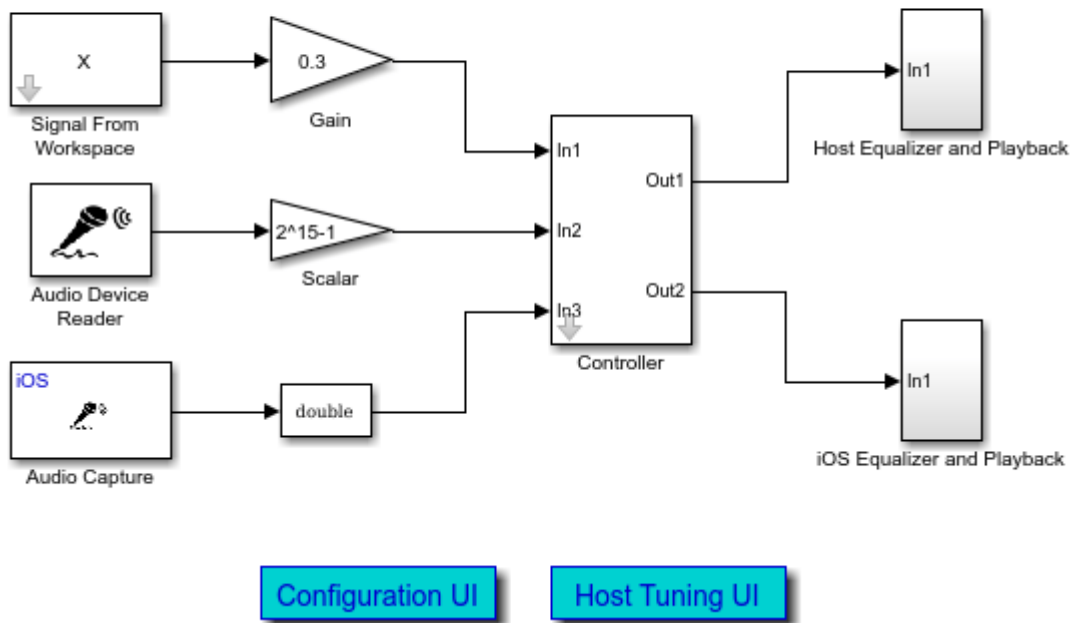 X
Signal From
Workspace
0.3
Gain
Audio Device
Reader
2^15-1
Scalar
iOS
Audio Capture
double
In1
In2
In3
Out1
Out2
Controller
In1
Host Equalizer and Playback
In1
iOS Equalizer and Playback
Configuration UI
Host Tuning UI